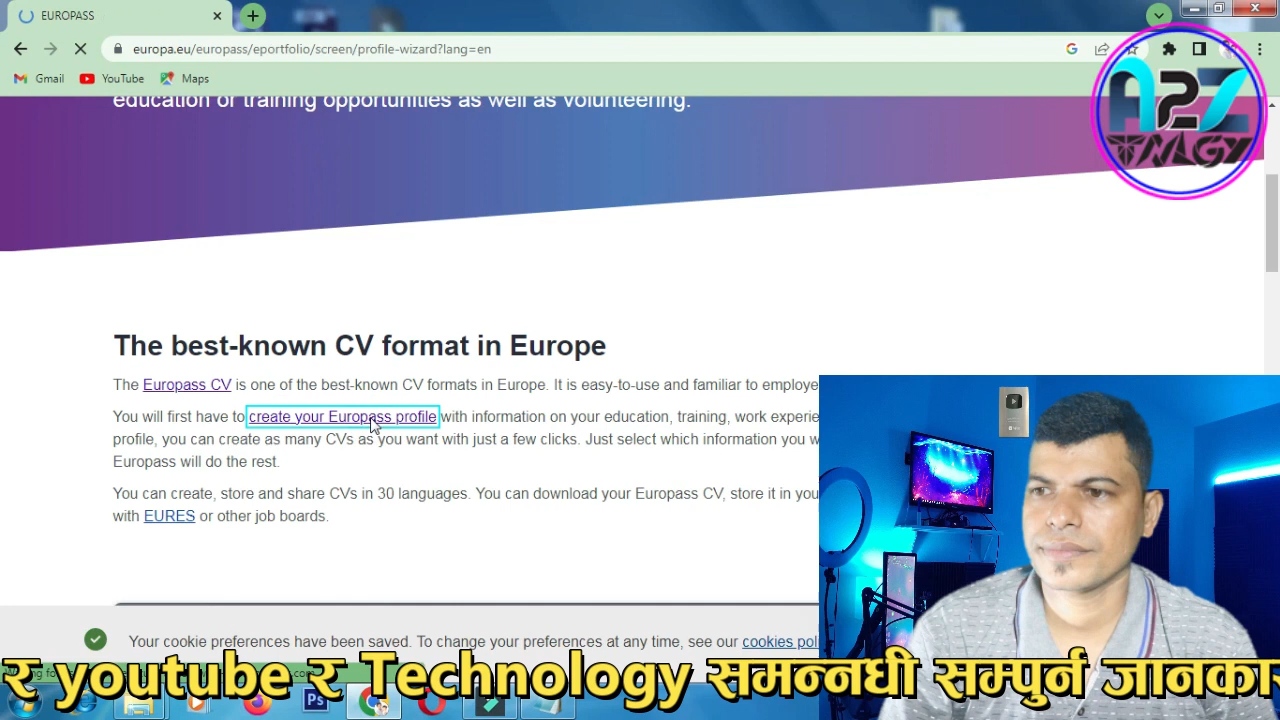 EUROPASS
europa.eu/europass/eportfolio/screen/profile-wizard?lang=en
Gmail YouTube Maps
education or training opportunities as well as volunteering.
The best-known CV format in Europe
The Europass CV is one of the best-known CV formats in Europe. It is easy-to-use and familiar to
You will first have to create your Europass profile with information on your education, training, work
profile, you can create as many CVs as you want with just a few clicks. Just select which information you
Europass will do the rest.
You can create, store and share CVs in 30 languages. You can download your Europass CV, store it in
with EURES or other job boards.
Your cookie preferences have been saved. To change your preferences at any time, see our cookies
र youtube र Technology समन्नधी सम्पुर्न
A2Z
Ps